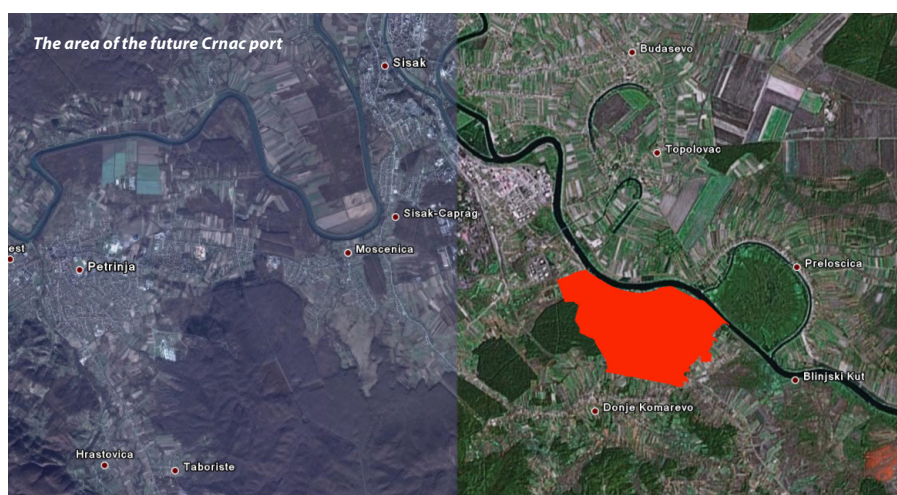 The area of the future Crnac port
Sisak
Budasevo
Topolovac
Sisak-Caprag
Moscenica
est
Petrinja
Preloscica
Blinjski Kut
Donje Komarevo
Hrastovica
Taboriste